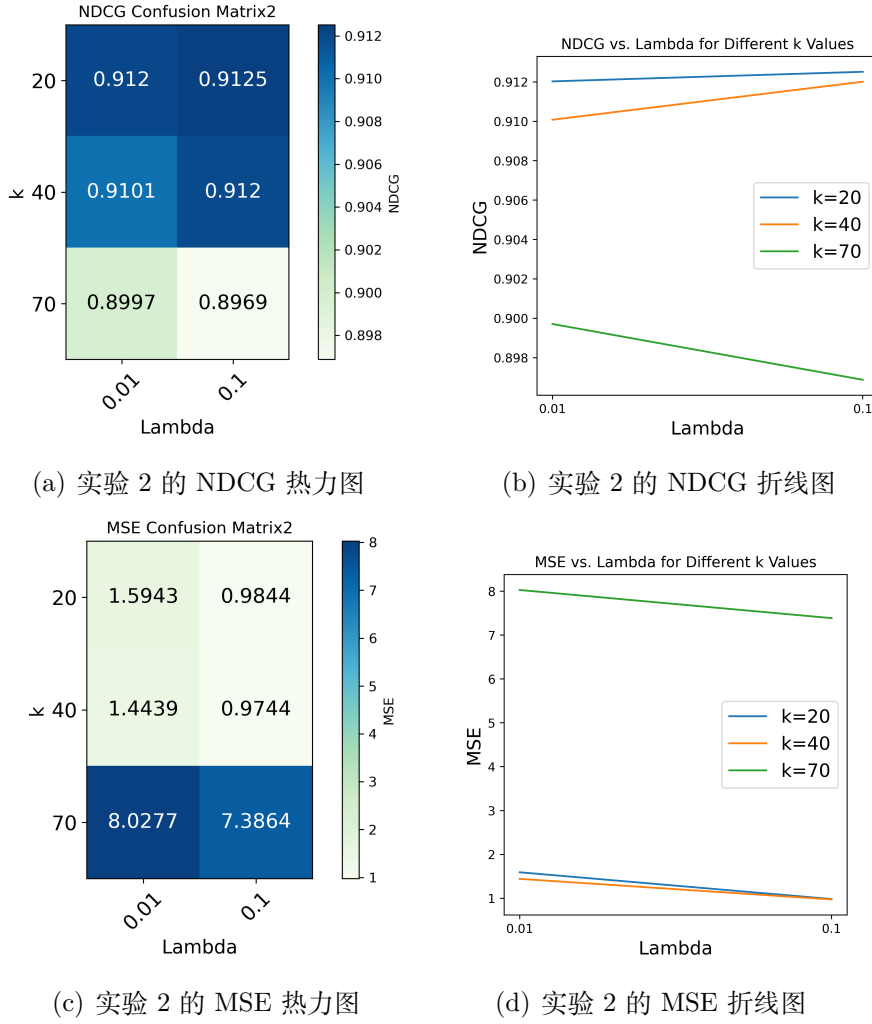 NDCG Confusion Matrix2
20
40
70
k
0.912
0.9125
0.9101
0.912
0.8997
0.8969
0.01
0.1
Lambda
0.912
0.910
0.908
0.906
0.904
0.902
0.900
0.898
NDCG
NDCG vs. Lambda for Different k Values
0.912
0.910
0.908
0.906
0.904
0.902
0.900
0.898
NDCG
k=20
k=40
k=70
0.01
0.1
Lambda
(a) 实验 2 的 NDCG 热力图
(b) 实验 2 的 NDCG 折线图
MSE Confusion Matrix2
20
40
70
k
1.5943
0.9844
1.4439
0.9744
8.0277
7.3864
0.01
0.1
Lambda
8
7
6
5
4
3
2
1
MSE
MSE vs. Lambda for Different k Values
8
7
6
5
4
3
2
1
MSE
k=20
k=40
k=70
0.01
0.1
Lambda
(c) 实验 2 的 MSE 热力图
(d) 实验 2 的 MSE 折线图